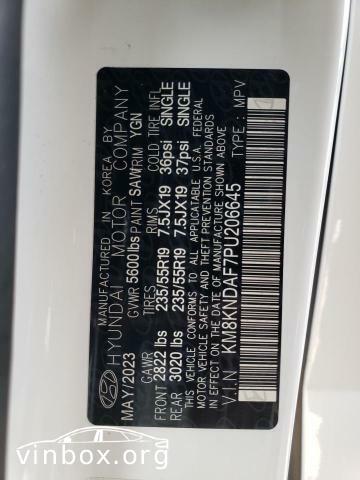 MANUFACTURED IN KOREA BY
HYUNDAI MOTOR COMPANY
MAY/2023 GVWR 5600lbs PAINT SAW TRIM YGN
GAWR TIRES RIMS COLD TIRE INFL
FRONT 2822 lbs 235/55R19 7.5JX19 36psi SINGLE
REAR 3020 lbs 235/55R19 7.5JX19 37psi SINGLE
THIS VEHICLE CONFORMS TO ALL APPLICABLE U.S.A. FEDERAL
MOTOR VEHICLE SAFETY AND THEFT PREVENTION STANDARDS
IN EFFECT ON THE DATE OF MANUFACTURE SHOWN ABOVE.
V.I.N : KM8KNDAF7PU206645 TYPE : MPV
vinbox.org